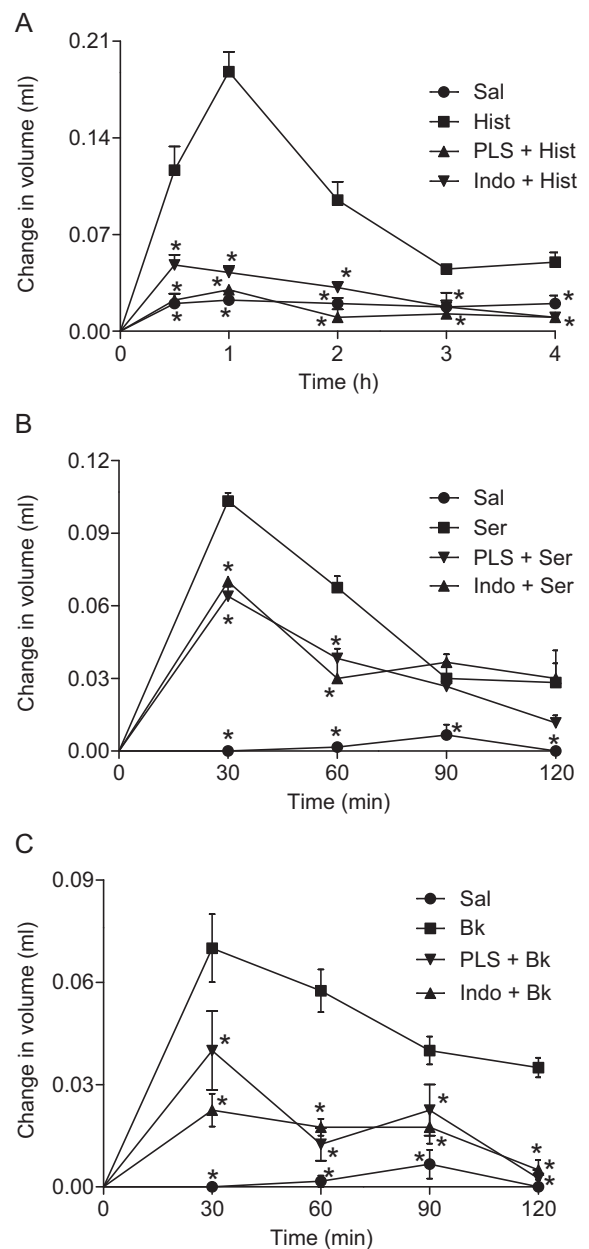 A
0.21
0.14
0.07
0.00
Change in volume (ml)
Sal
Hist
PLS + Hist
Indo + Hist
* * * * * * * * * * * * *
0 1 2 3 4
Time (h)
B
0.12
0.09
0.06
0.03
0.00
Change in volume (ml)
Sal
Ser
PLS + Ser
Indo + Ser
* * * * * * * *
0 30 60 90 120
Time (min)
C
0.09
0.06
0.03
0.00
Change in volume (ml)
Sal
Bk
PLS + Bk
Indo + Bk
* * * * * * * * * * * *
0 30 60 90 120
Time (min)